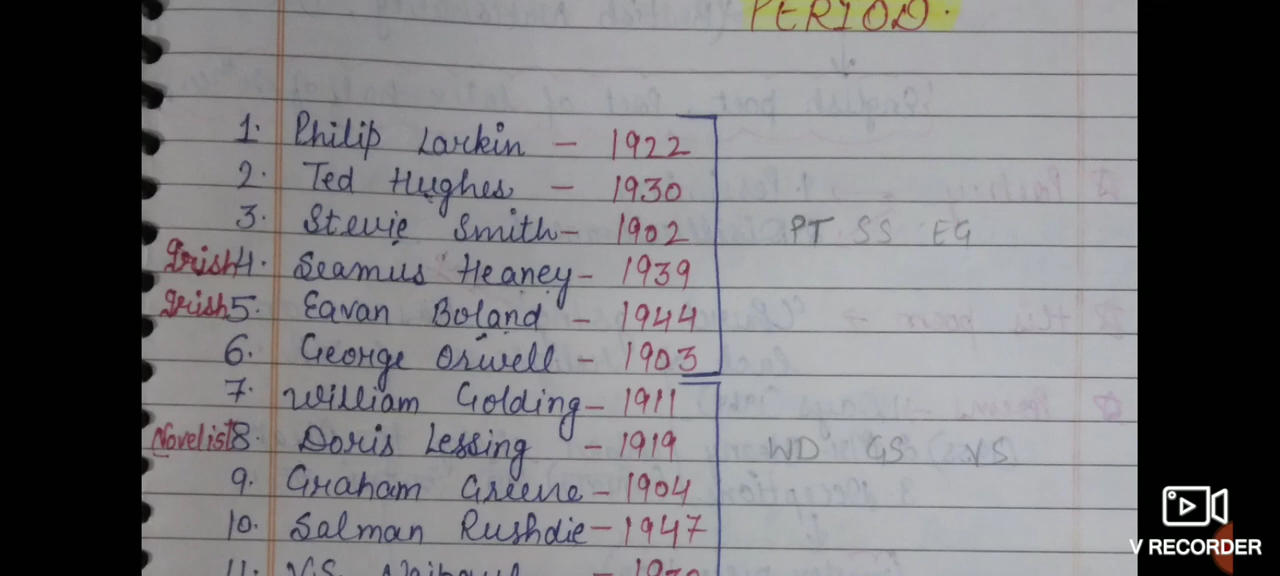 PERIOD.
1. Philip Larkin - 1922
2. Ted Hughes - 1930
3. Stevie Smith - 1902
PT SS EG
Irish 4. Seamus Heaney - 1939
Irish 5. Eavan Boland - 1944
6. George Orwell - 1903
7. William Golding - 1911
Novelist 8. Doris Lessing - 1919
WD GS VS
9. Graham Greene - 1904
10. Salman Rushdie - 1947
11. V.S. Naipaul -
V RECORDER